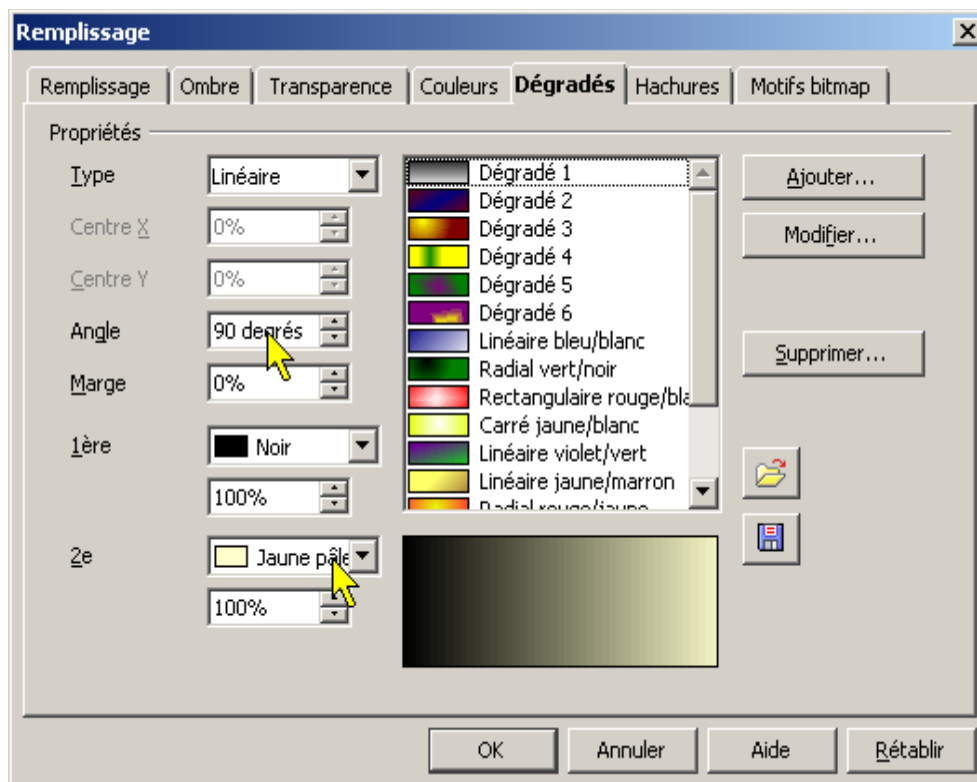 Remplissage
Remplissage Ombre Transparence Couleurs Dégradés Hachures Motifs bitmap
Propriétés
Type Linéaire
Centre X 0%
Centre Y 0%
Angle 90 degrés
Marge 0%
1ère Noir
100%
2e Jaune pâle
100%
Dégradé 1
Dégradé 2
Dégradé 3
Dégradé 4
Dégradé 5
Dégradé 6
Linéaire bleu/blanc
Radial vert/noir
Rectangulaire rouge/bla
Carré jaune/blanc
Linéaire violet/vert
Linéaire jaune/marron
Radial rouge/jaune
Ajouter...
Modifier...
Supprimer...
OK Annuler Aide Rétablir